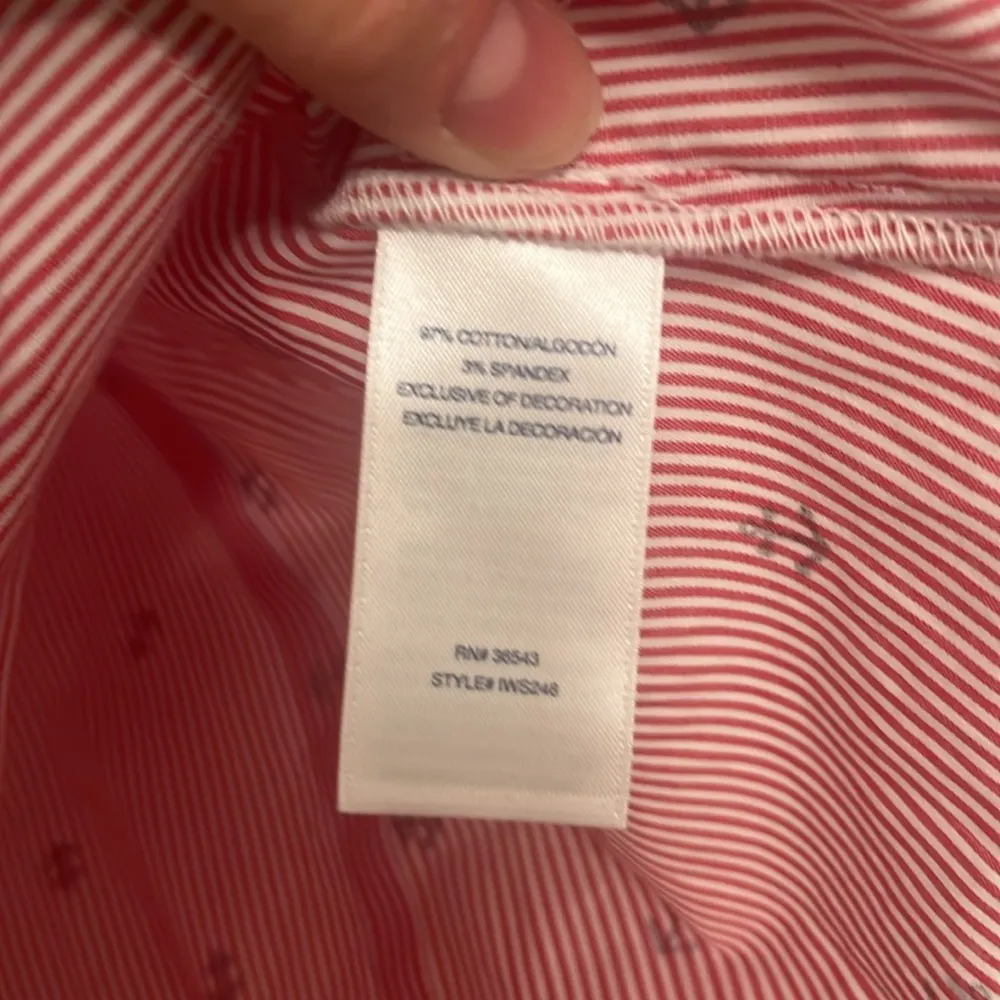 97% COTTON/ALGODÓN
3% SPANDEX
EXCLUSIVE OF DECORATION
EXCLUYE LA DECORACIÓN
RN# 36543
STYLE# IWS246